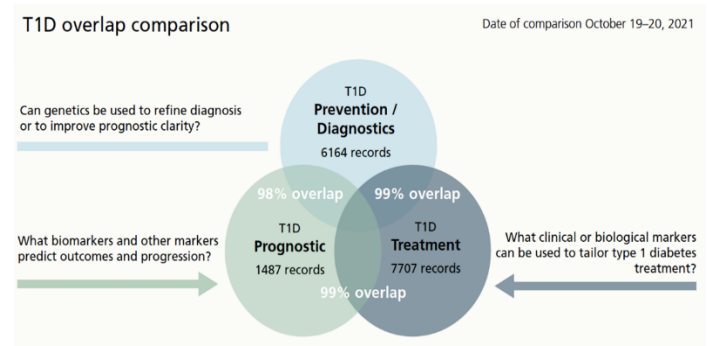 T1D overlap comparison
Date of comparison October 19–20, 2021
T1D
Prevention /
Diagnostics
6164 records
Can genetics be used to refine diagnosis
or to improve prognostic clarity?
98% overlap
99% overlap
T1D
Prognostic
1487 records
T1D
Treatment
7707 records
What biomarkers and other markers
predict outcomes and progression?
What clinical or biological markers
can be used to tailor type 1 diabetes
treatment?
99% overlap